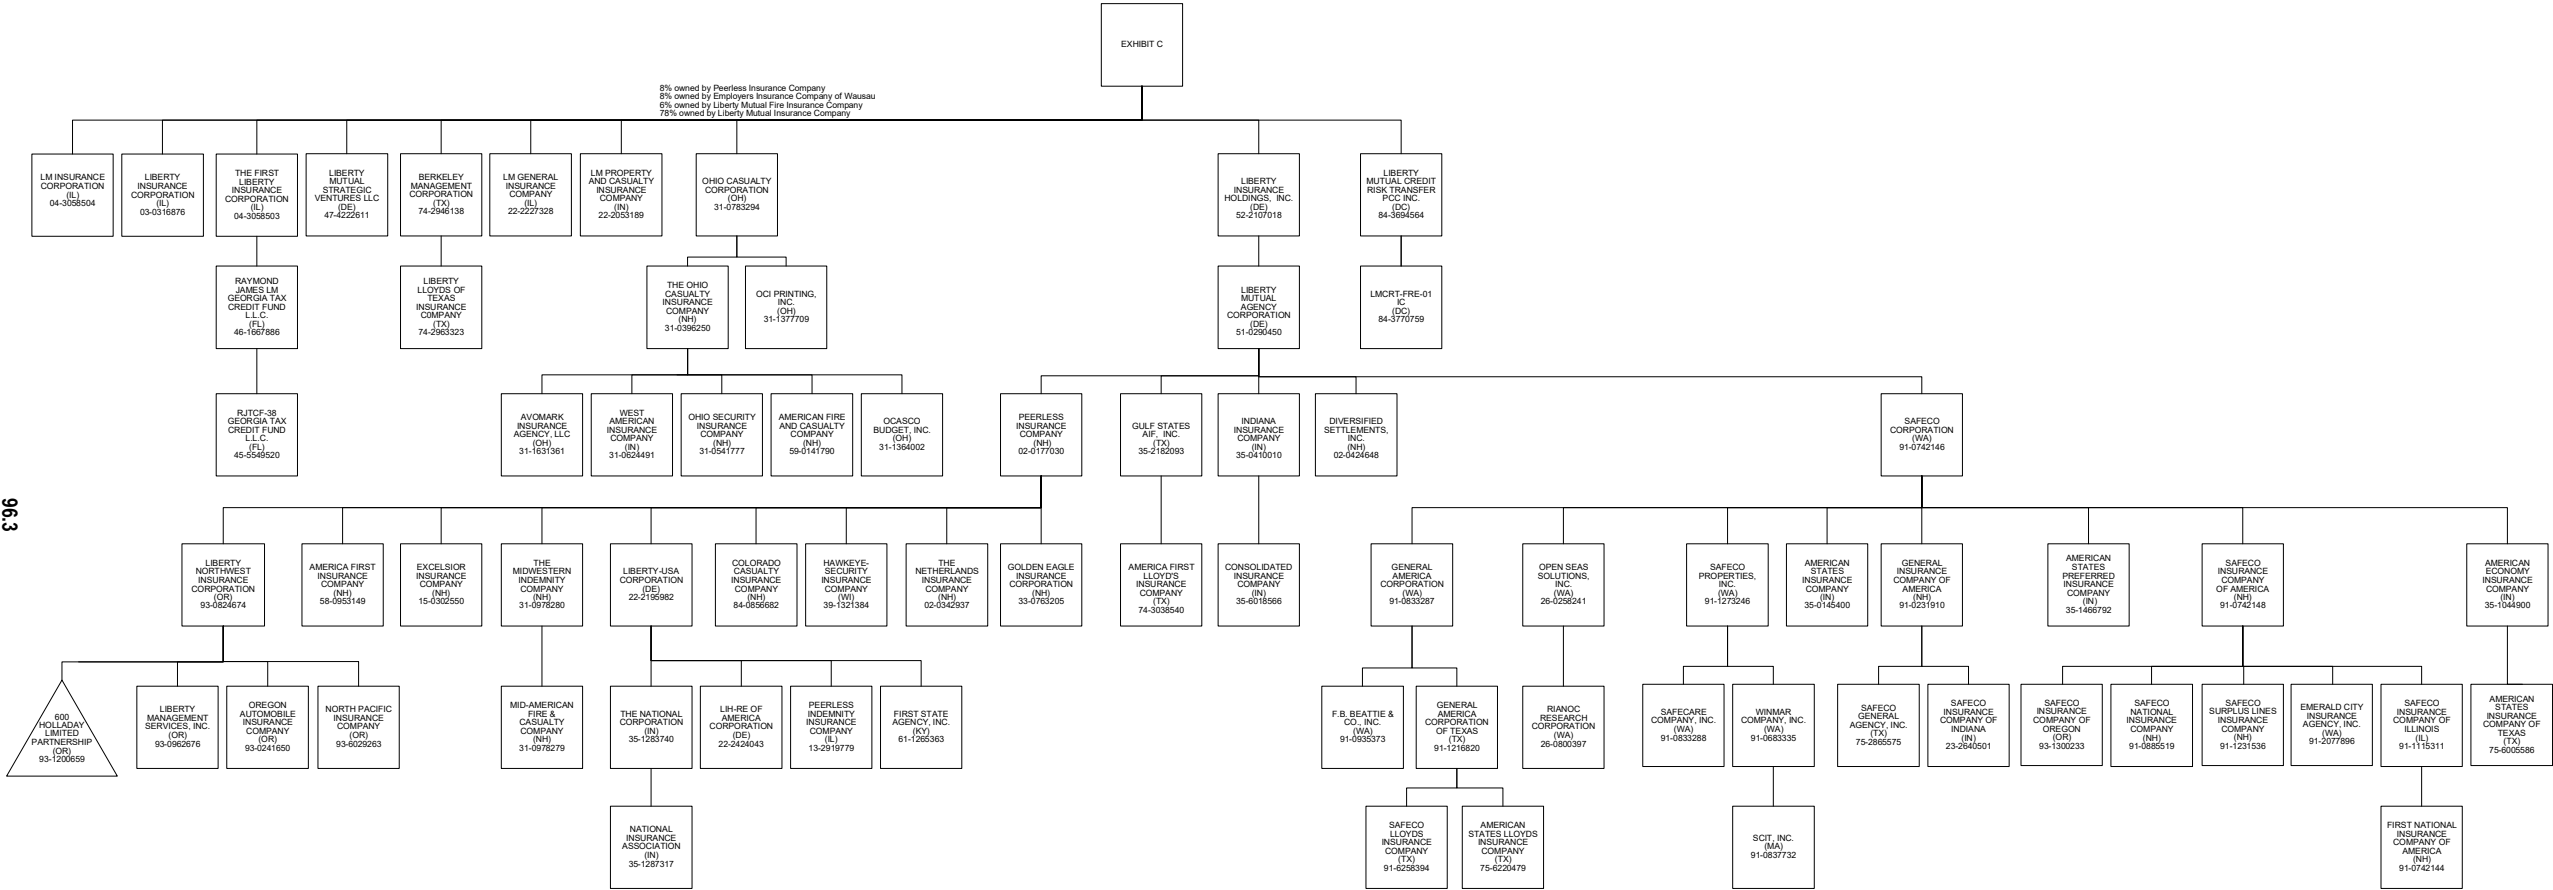 EXHIBIT C
8% owned by Peerless Insurance Company
8% owned by Employers Insurance Company of Wausau
6% owned by Liberty Mutual Fire Insurance Company
78% owned by Liberty Mutual Insurance Company
LM INSURANCE
CORPORATION
(IL)
04-3058504
LIBERTY
INSURANCE
CORPORATION
(IL)
03-0316876
THE FIRST
LIBERTY
INSURANCE
CORPORATION
(IL)
04-3058503
LIBERTY
MUTUAL
STRATEGIC
VENTURES LLC
(DE)
47-4222611
BERKELEY
MANAGEMENT
CORPORATION
(TX)
74-2946138
LM GENERAL
INSURANCE
COMPANY
(IL)
22-2227328
LM PROPERTY
AND CASUALTY
INSURANCE
COMPANY
(IN)
22-2053189
OHIO CASUALTY
CORPORATION
(OH)
31-0783294
LIBERTY
INSURANCE
HOLDINGS, INC.
(DE)
52-2107018
LIBERTY
MUTUAL CREDIT
RISK TRANSFER
PCC INC.
(DC)
84-3694564
RAYMOND
JAMES LM
GEORGIA TAX
CREDIT FUND
L.L.C.
(FL)
46-1667886
LIBERTY
LLOYDS OF
TEXAS
INSURANCE
C0MPANY
(TX)
74-2963323
THE OHIO
CASUALTY
INSURANCE
COMPANY
(NH)
31-0396250
OCI PRINTING,
INC.
(OH)
31-1377709
LIBERTY
MUTUAL
AGENCY
CORPORATION
(DE)
51-0290450
LMCRT-FRE-01
IC
(DC)
84-3770759
RJTCF-38
GEORGIA TAX
CREDIT FUND
L.L.C.
(FL)
45-5549520
AVOMARK
INSURANCE
AGENCY, LLC
(OH)
31-1631361
WEST
AMERICAN
INSURANCE
COMPANY
(IN)
31-0624491
OHIO SECURITY
INSURANCE
COMPANY
(NH)
31-0541777
AMERICAN FIRE
AND CASUALTY
COMPANY
(NH)
59-0141790
OCASCO
BUDGET, INC.
(OH)
31-1364002
PEERLESS
INSURANCE
COMPANY
(NH)
02-0177030
GULF STATES
AIF, INC.
(TX)
35-2182093
INDIANA
INSURANCE
COMPANY
(IN)
35-0410010
DIVERSIFIED
SETTLEMENTS,
INC.
(NH)
02-0424648
SAFECO
CORPORATION
(WA)
91-0742146
96.3
LIBERTY
NORTHWEST
INSURANCE
CORPORATION
(OR)
93-0824674
AMERICA FIRST
INSURANCE
COMPANY
(NH)
58-0953149
EXCELSIOR
INSURANCE
COMPANY
(NH)
15-0302550
THE
MIDWESTERN
INDEMNITY
COMPANY
(NH)
31-0978280
LIBERTY-USA
CORPORATION
(DE)
22-2195982
COLORADO
CASUALTY
INSURANCE
COMPANY
(NH)
84-0856682
HAWKEYE-
SECURITY
INSURANCE
COMPANY
(WI)
39-1321384
THE
NETHERLANDS
INSURANCE
COMPANY
(NH)
02-0342937
GOLDEN EAGLE
INSURANCE
CORPORATION
(NH)
33-0763205
AMERICA FIRST
LLOYD'S
INSURANCE
COMPANY
(TX)
74-3038540
CONSOLIDATED
INSURANCE
COMPANY
(IN)
35-6018566
GENERAL
AMERICA
CORPORATION
(WA)
91-0833287
OPEN SEAS
SOLUTIONS,
INC.
(WA)
26-0258241
SAFECO
PROPERTIES,
INC.
(WA)
91-1273246
AMERICAN
STATES
INSURANCE
COMPANY
(IN)
35-0145400
GENERAL
INSURANCE
COMPANY OF
AMERICA
(NH)
91-0231910
AMERICAN
STATES
PREFERRED
INSURANCE
COMPANY
(IN)
35-1466792
SAFECO
INSURANCE
COMPANY
OF AMERICA
(NH)
91-0742148
AMERICAN
ECONOMY
INSURANCE
COMPANY
(IN)
35-1044900
600
HOLLADAY
LIMITED
PARTNERSHIP
(OR)
93-1200659
LIBERTY
MANAGEMENT
SERVICES, INC.
(OR)
93-0962676
OREGON
AUTOMOBILE
INSURANCE
COMPANY
(OR)
93-0241650
NORTH PACIFIC
INSURANCE
COMPANY
(OR)
93-6029263
MID-AMERICAN
FIRE &
CASUALTY
COMPANY
(NH)
31-0978279
THE NATIONAL
CORPORATION
(IN)
35-1283740
LIH-RE OF
AMERICA
CORPORATION
(DE)
22-2424043
PEERLESS
INDEMNITY
INSURANCE
COMPANY
(IL)
13-2919779
FIRST STATE
AGENCY, INC.
(KY)
61-1265363
F.B. BEATTIE &
CO., INC.
(WA)
91-0935373
GENERAL
AMERICA
CORPORATION
OF TEXAS
(TX)
91-1216820
RIANOC
RESEARCH
CORPORATION
(WA)
26-0800397
SAFECARE
COMPANY, INC.
(WA)
91-0833288
WINMAR
COMPANY, INC.
(WA)
91-0683335
SAFECO
GENERAL
AGENCY, INC.
(TX)
75-2865575
SAFECO
INSURANCE
COMPANY OF
INDIANA
(IN)
23-2640501
SAFECO
INSURANCE
COMPANY OF
OREGON
(OR)
93-1300233
SAFECO
NATIONAL
INSURANCE
COMPANY
(NH)
91-0885519
SAFECO
SURPLUS LINES
INSURANCE
COMPANY
(NH)
91-1231536
EMERALD CITY
INSURANCE
AGENCY, INC.
(WA)
91-2077896
SAFECO
INSURANCE
COMPANY OF
ILLINOIS
(IL)
91-1115311
AMERICAN
STATES
INSURANCE
COMPANY OF
TEXAS
(TX)
75-6005586
NATIONAL
INSURANCE
ASSOCIATION
(IN)
35-1287317
SAFECO
LLOYDS
INSURANCE
COMPANY
(TX)
91-6258394
AMERICAN
STATES LLOYDS
INSURANCE
COMPANY
(TX)
75-6220479
SCIT, INC.
(MA)
91-0837732
FIRST NATIONAL
INSURANCE
COMPANY OF
AMERICA
(NH)
91-0742144